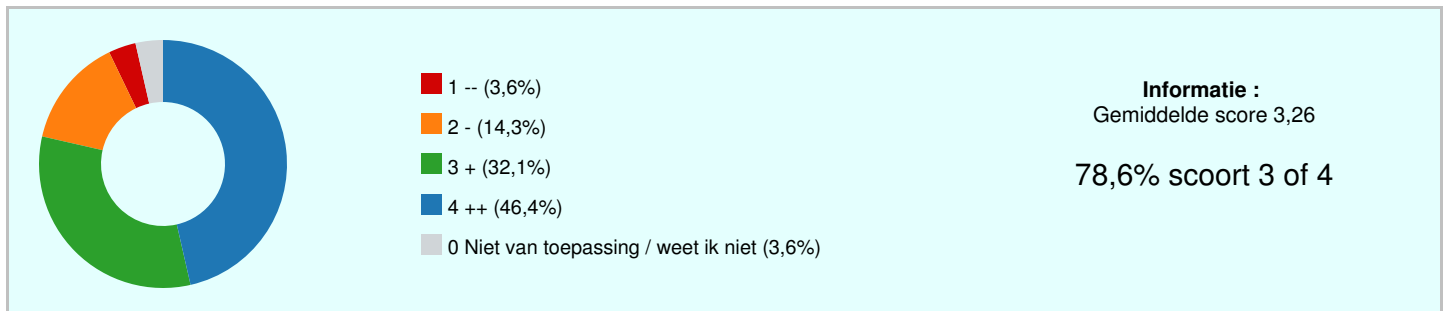 1 -- (3,6%)
2 - (14,3%)
3 + (32,1%)
4 ++ (46,4%)
0 Niet van toepassing / weet ik niet (3,6%)
Informatie :
Gemiddelde score 3,26
78,6% scoort 3 of 4